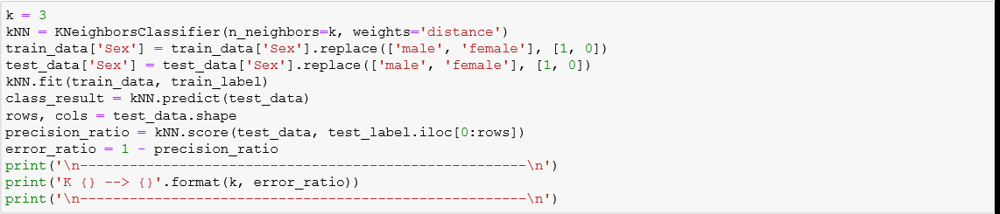 k = 3
kNN = KNeighborsClassifier(n_neighbors=k, weights='distance')
train_data['Sex'] = train_data['Sex'].replace(['male', 'female'], [1, 0])
test_data['Sex'] = test_data['Sex'].replace(['male', 'female'], [1, 0])
kNN.fit(train_data, train_label)
class_result = kNN.predict(test_data)
rows, cols = test_data.shape
precision_ratio = kNN.score(test_data, test_label.iloc[0:rows])
error_ratio = 1 - precision_ratio
print('\n------------------------------------------------------\n')
print('K {} --> {}'.format(k, error_ratio))
print('\n------------------------------------------------------\n')